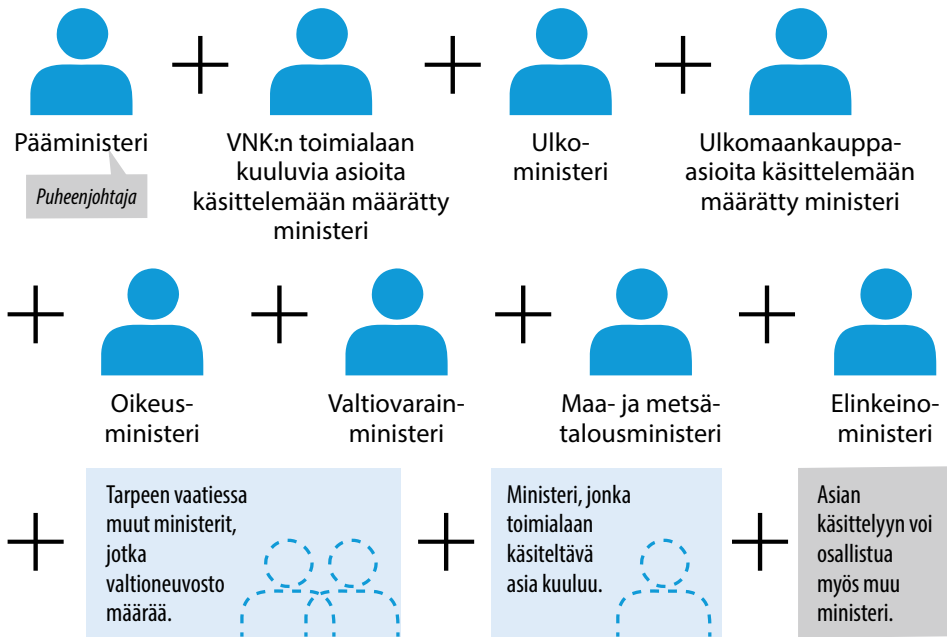 Pääministeri
Puheenjohtaja
VNK:n toimialaan
kuuluvia asioita
käsittelemään määrätty
ministeri
Ulko-
ministeri
Ulkomaankauppa-
asioita käsittelemään
määrätty ministeri
Oikeus-
ministeri
Valtiovarain-
ministeri
Maa- ja metsä-
talousministeri
Elinkeino-
ministeri
Tarpeen vaatiessa
muut ministerit,
jotka
valtioneuvosto
määrää.
Ministeri, jonka
toimialaan
käsiteltävä
asia kuuluu.
Asian
käsittelyyn voi
osallistua
myös muu
ministeri.